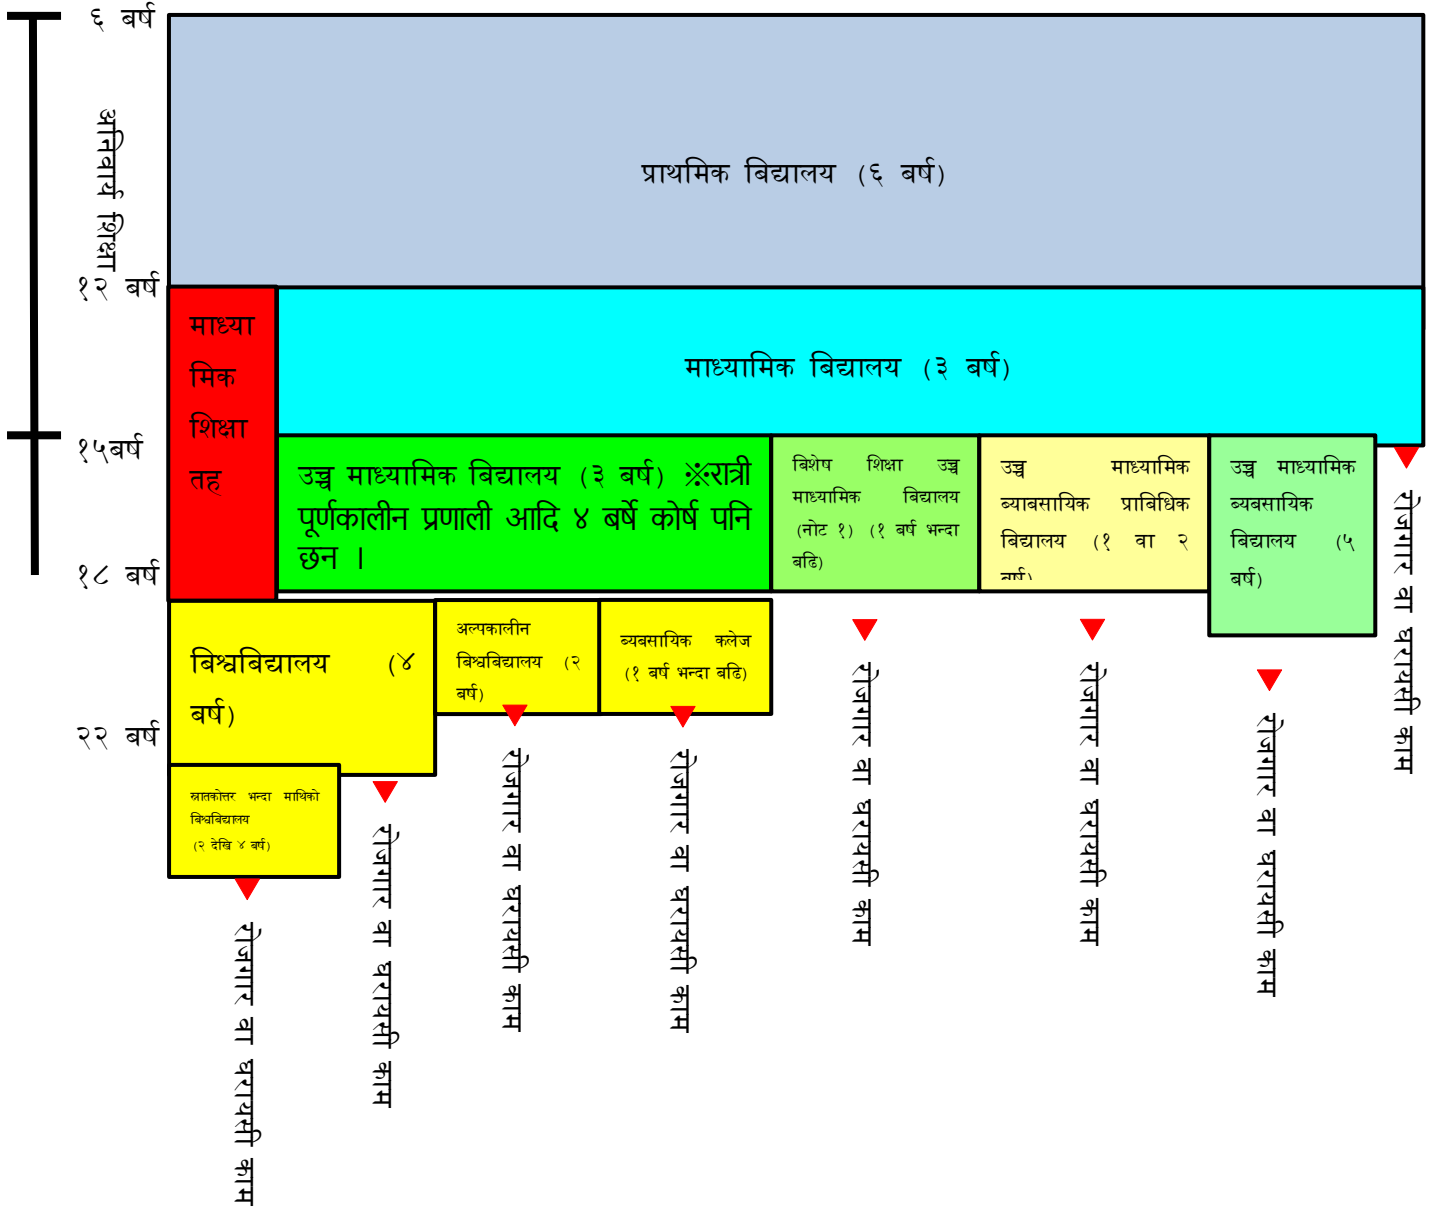 ६ बर्ष
अनिवार्य शिक्षा
प्राथमिक बिद्यालय (६ बर्ष)
१२ बर्ष
माध्या
मिक
शिक्षा
तह
माध्यामिक बिद्यालय (३ बर्ष)
१५बर्ष
उच्च माध्यामिक बिद्यालय (३ बर्ष) ※रात्री
पूर्णकालीन प्रणाली आदि ४ बर्षे कोर्ष पनि
छन ।
बिशेष शिक्षा उच्च
माध्यामिक बिद्यालय
(नोट १) (१ बर्ष भन्दा
बढि)
उच्च माध्यामिक
ब्याबसायिक प्राबिधिक
बिद्यालय (१ वा २
बर्ष)
उच्च माध्यामिक
ब्यबसायिक
बिद्यालय (५
बर्ष)
रोजगार वा घरायसी काम
१८ बर्ष
बिश्वबिद्यालय (४
बर्ष)
अल्पकालीन
बिश्वबिद्यालय (२
बर्ष)
ब्यबसायिक कलेज
(१ बर्ष भन्दा बढि)
रोजगार वा घरायसी काम
रोजगार वा घरायसी काम
रोजगार वा घरायसी काम
२२ बर्ष
स्नातकोत्तर भन्दा माथिको
बिश्वबिद्यालय
(२ देखि ४ बर्ष)
रोजगार वा घरायसी काम
रोजगार वा घरायसी काम
रोजगार वा घरायसी काम
रोजगार वा घरायसी काम